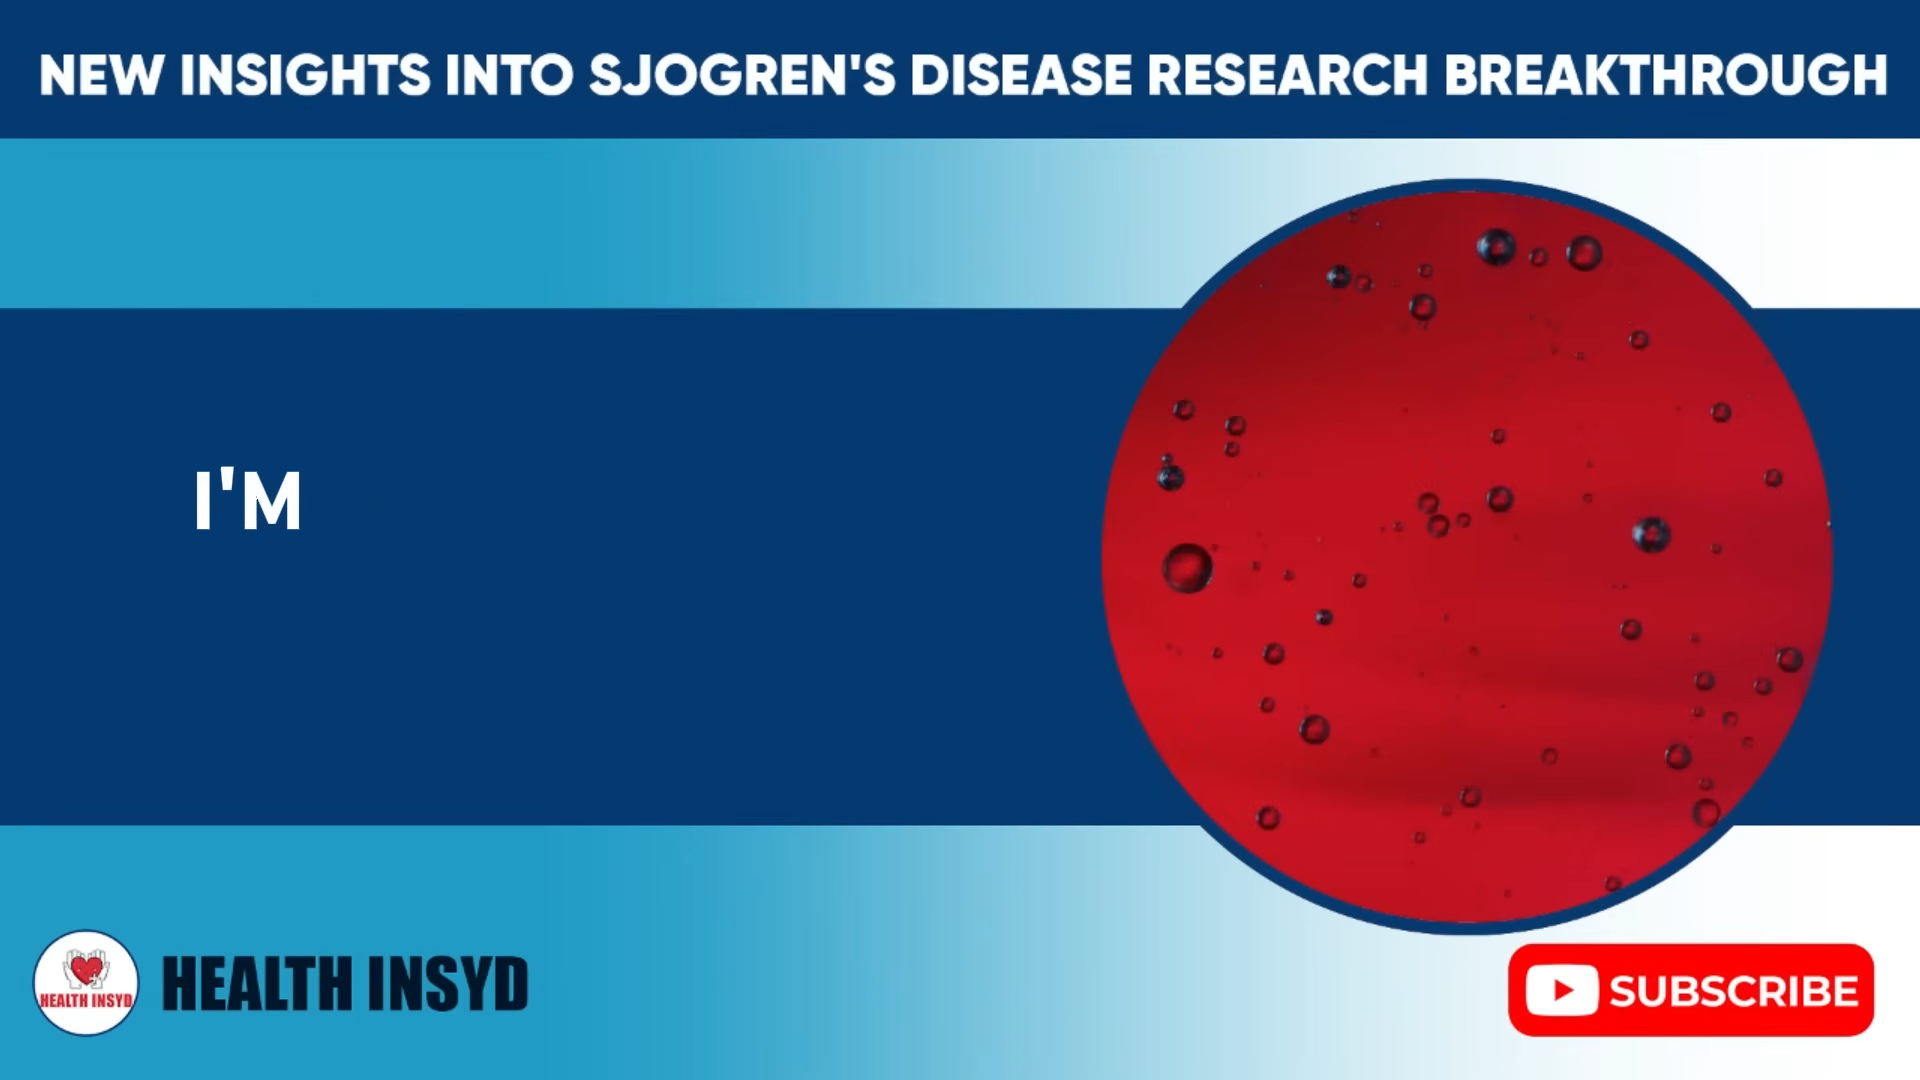 NEW INSIGHTS INTO SJOGREN'S DISEASE RESEARCH BREAKTHROUGH
I'M
HEALTH INSYD
HEALTH INSYD
SUBSCRIBE